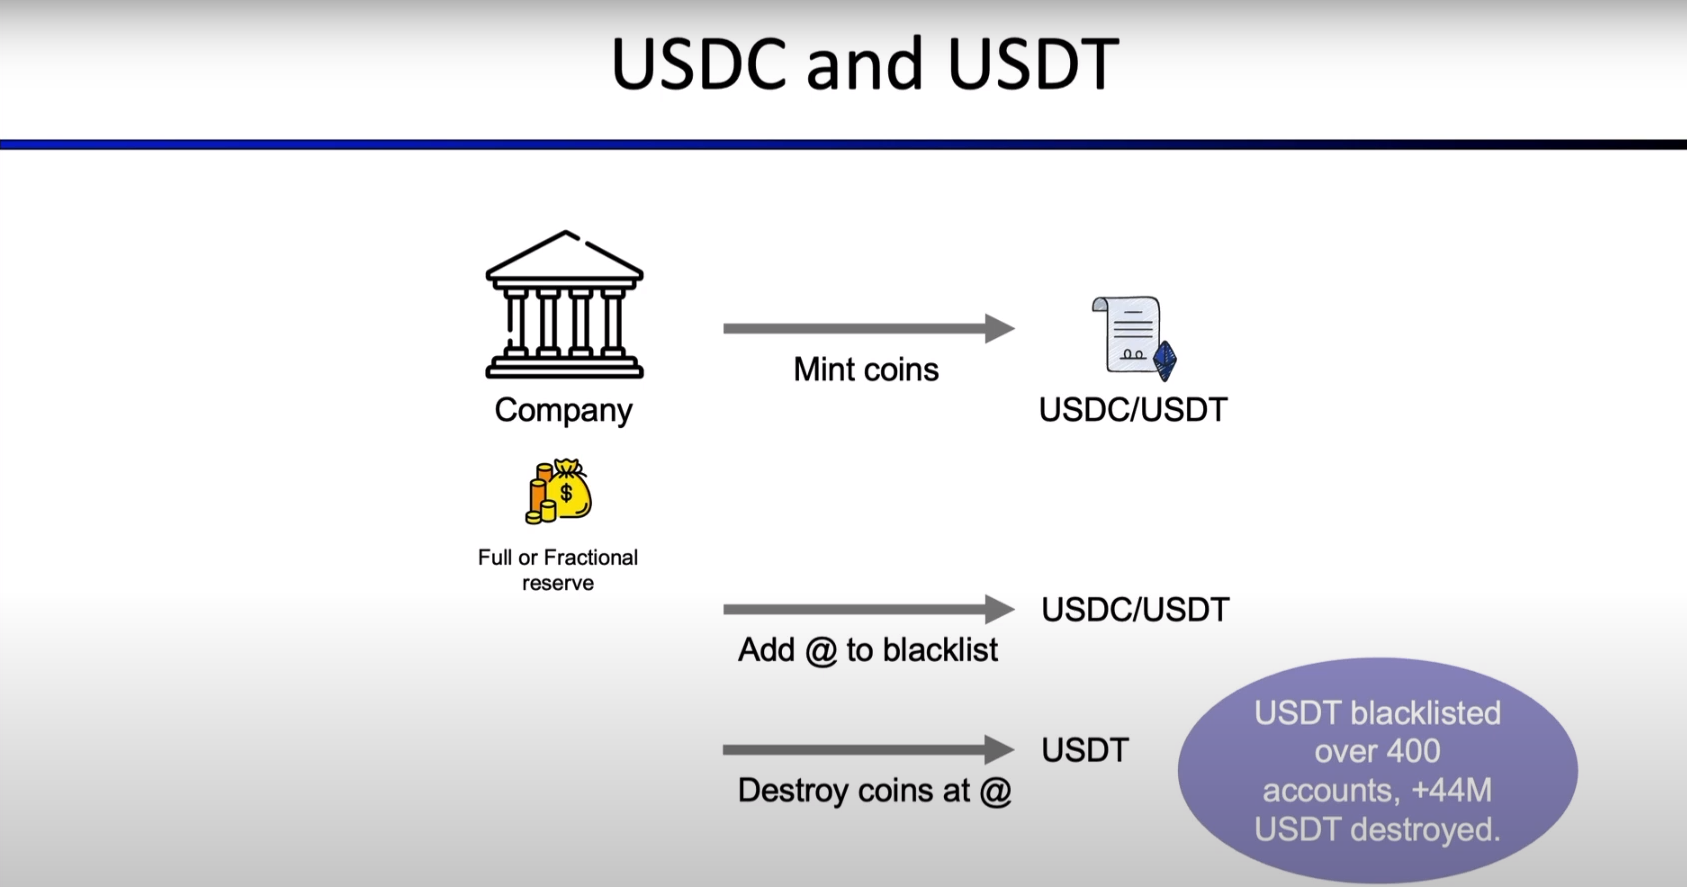 USDC and USDT
Mint coins
Company
USDC/USDT
$
Full or Fractional
reserve
USDC/USDT
Add @ to blacklist
USDT
Destroy coins at @
USDT blacklisted
over 400
accounts, +44M
USDT destroyed.